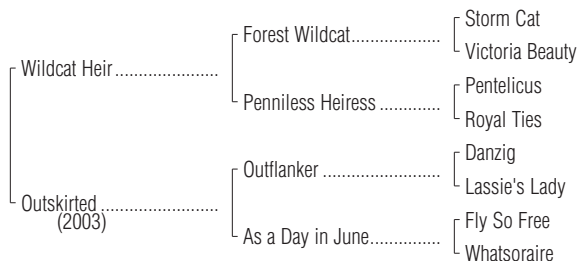 Storm Cat
Forest Wildcat....................
Victoria Beauty
Wildcat Heir.......................
Pentelicus
Penniless Heiress ..............
Royal Ties
Danzig
Outflanker ..........................
Lassie's Lady
Outskirted..........................
(2003)
Fly So Free
As a Day in June................
Whatsoraire